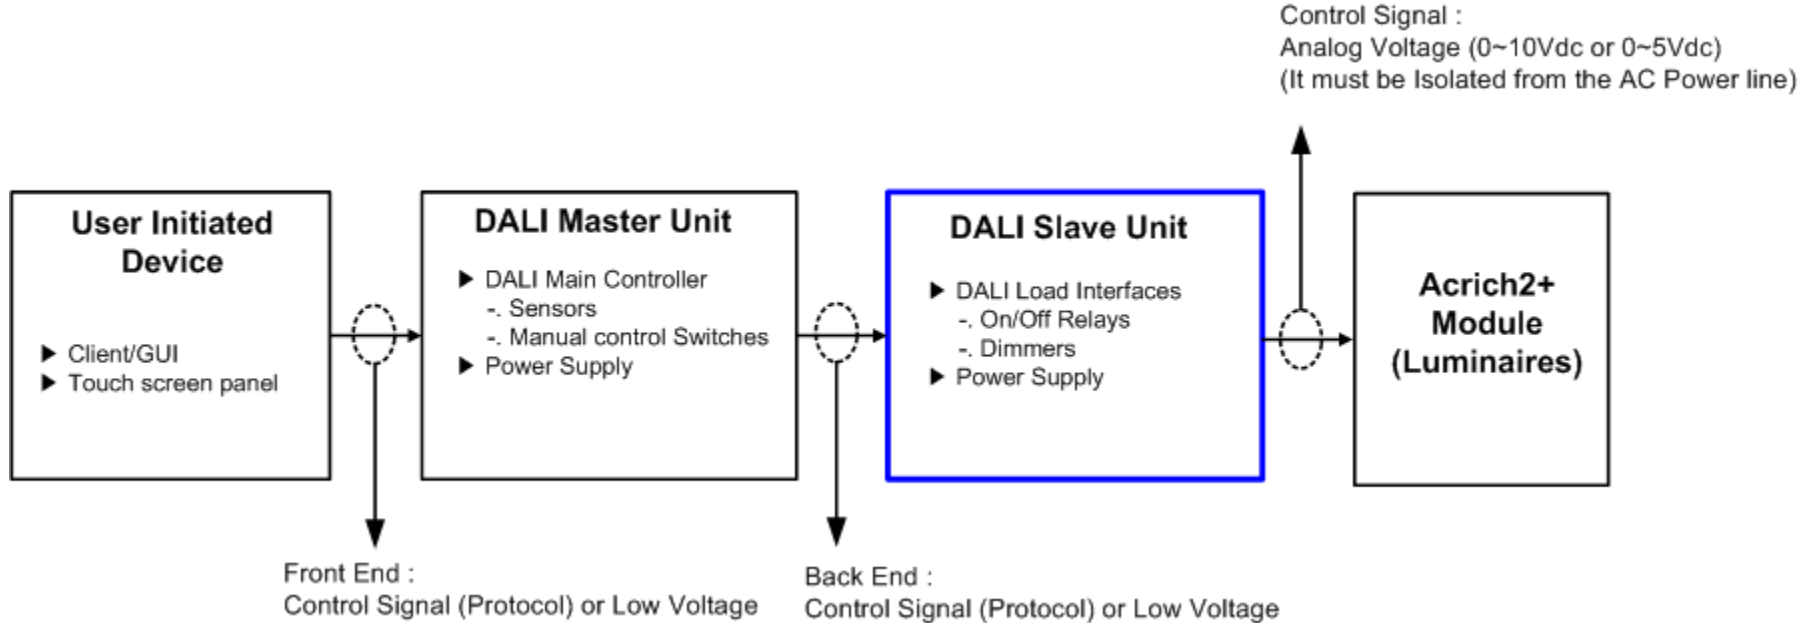 Control Signal :
Analog Voltage (0~10Vdc or 0~5Vdc)
(It must be Isolated from the AC Power line)
User Initiated
Device
▶ Client/GUI
▶ Touch screen panel
DALI Master Unit
▶ DALI Main Controller
-. Sensors
-. Manual control Switches
▶ Power Supply
DALI Slave Unit
▶ DALI Load Interfaces
-. On/Off Relays
-. Dimmers
▶ Power Supply
Acrich2+
Module
(Luminaires)
Front End :
Control Signal (Protocol) or Low Voltage
Back End :
Control Signal (Protocol) or Low Voltage